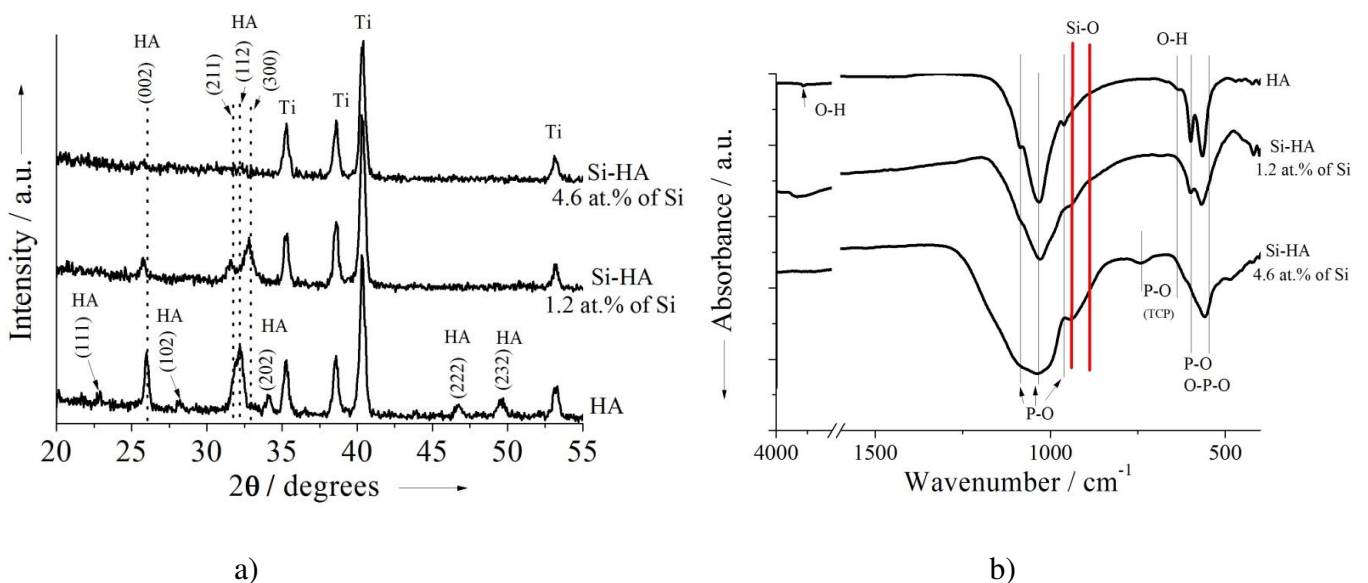 Intensity / a.u.
HA
(002)
(211)
HA
(112)
(300)
Ti
Ti
Ti
Ti
Si-HA
4.6 at.% of Si
Si-HA
1.2 at.% of Si
HA
(111)
HA
(102)
HA
(202)
HA
(222)
HA
(232)
HA
20 25 30 35 40 45 50 55
2θ / degrees
a)
Absorbance / a.u.
Si-O
O-H
HA
O-H
Si-HA
1.2 at.% of Si
Si-HA
4.6 at.% of Si
P-O
(TCP)
P-O
O-P-O
P-O
4000 1500 1000 500
Wavenumber / cm⁻¹
b)